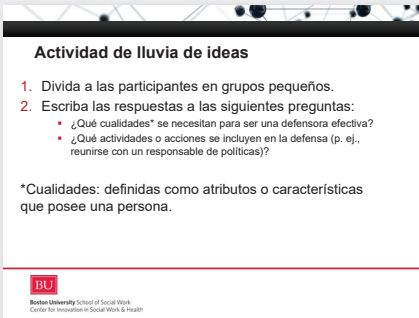 Actividad de lluvia de ideas
1. Divida a las participantes en grupos pequeños.
2. Escriba las respuestas a las siguientes preguntas:
▪ ¿Qué cualidades* se necesitan para ser una defensora efectiva?
▪ ¿Qué actividades o acciones se incluyen en la defensa (p. ej.,
reunirse con un responsable de políticas)?
*Cualidades: definidas como atributos o características
que posee una persona.
BU
Boston University School of Social Work
Center for Innovation in Social Work & Health